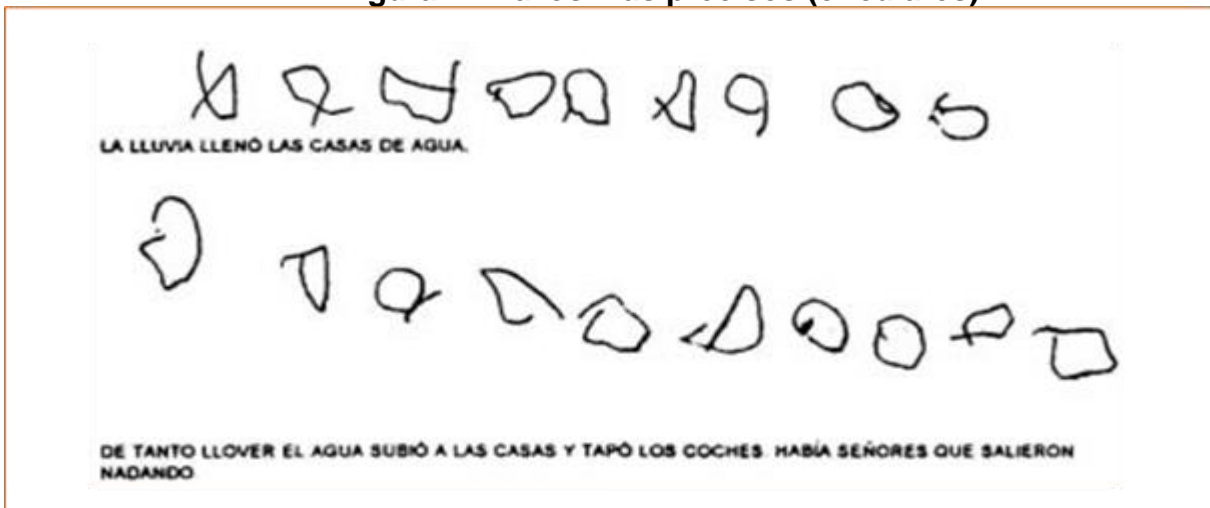 LA LLUVIA LLENÓ LAS CASAS DE AGUA.
DE TANTO LLOVER EL AGUA SUBIÓ A LAS CASAS Y TAPÓ LOS COCHES. HABÍA SEÑORES QUE SALIERON
NADANDO